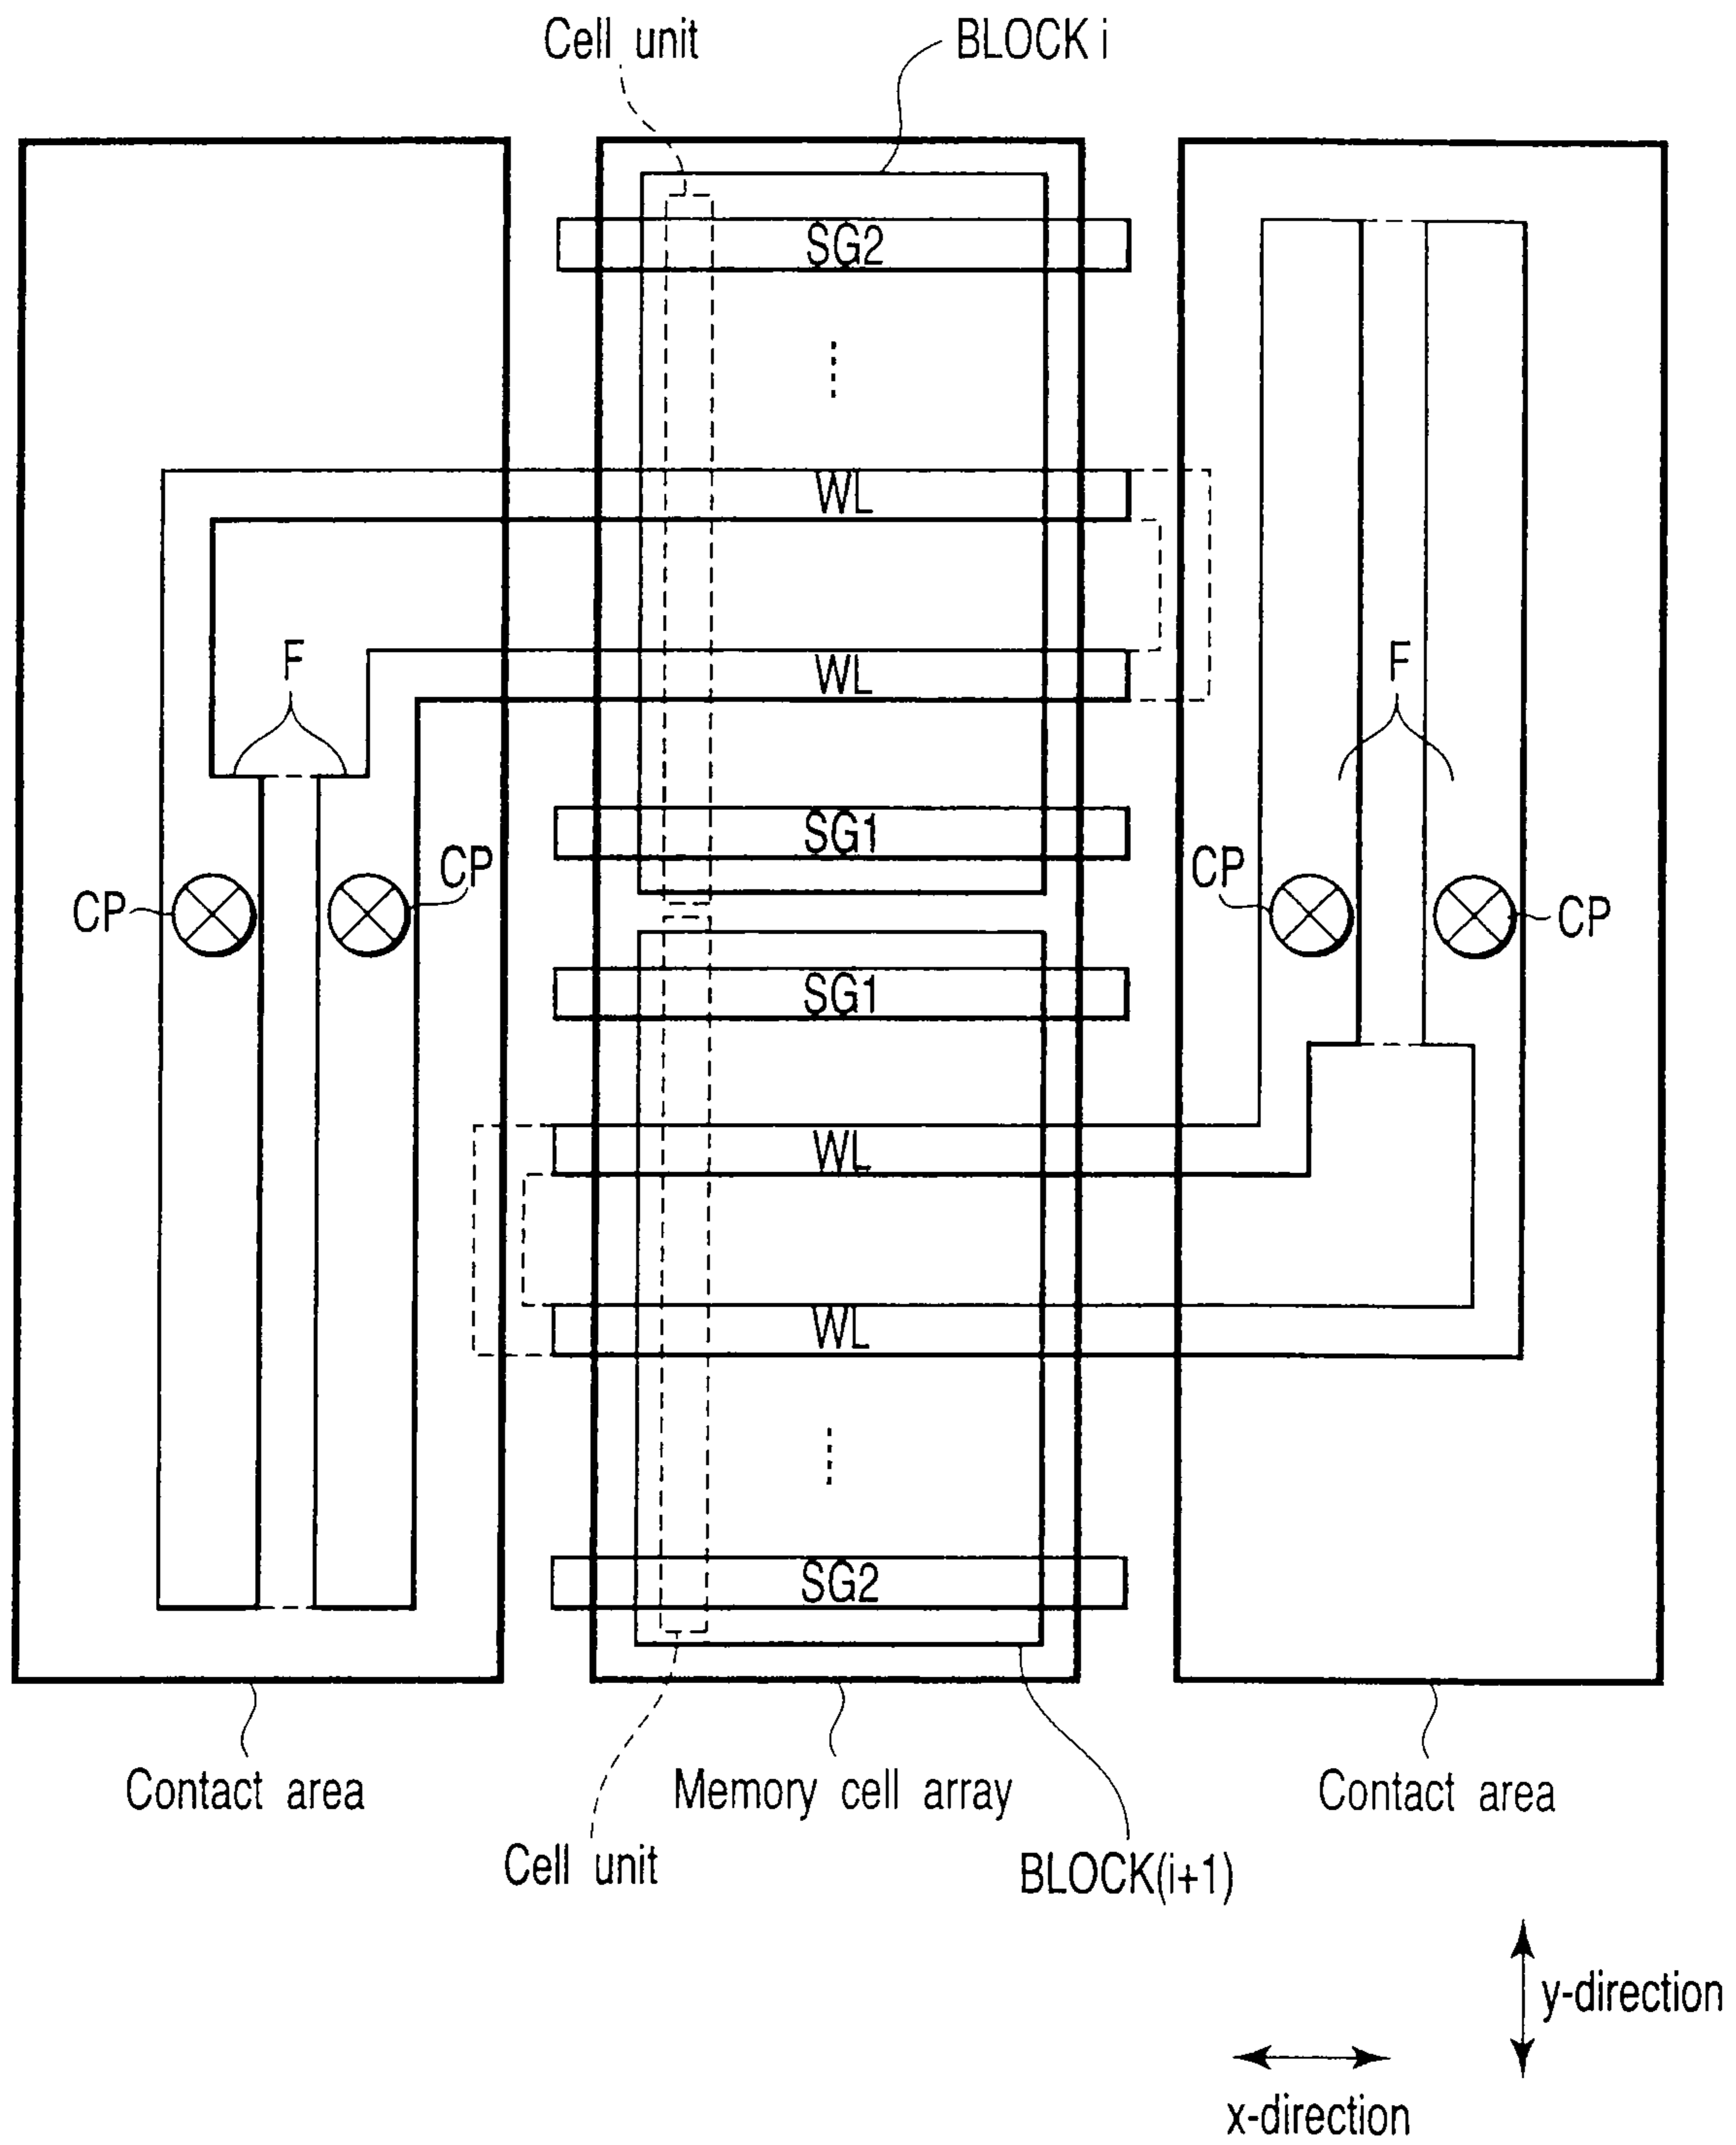 Cell unit
BLOCK i
SG2
WL
WL
F
F
SG1
CP
CP
CP
CP
SG1
WL
WL
SG2
Contact area
Memory cell array
Contact area
Cell unit
BLOCK(i+1)
y-direction
x-direction